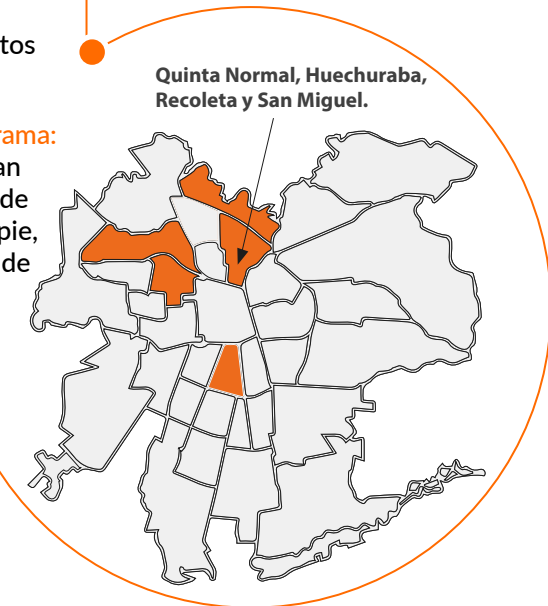 tos
Quinta Normal, Huechuraba,
Recoleta y San Miguel.
rama:
an
de
pie,
de